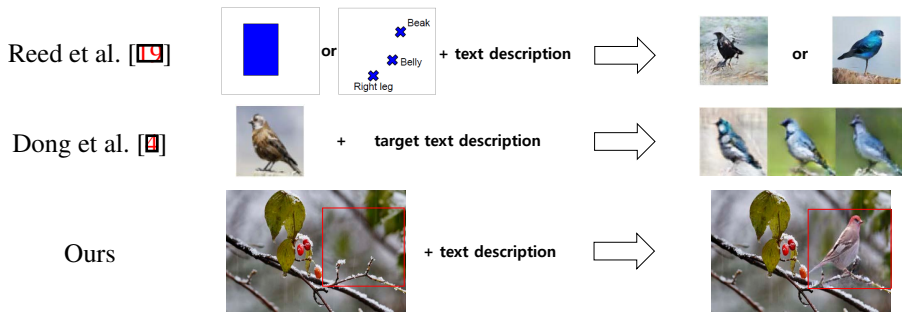 Reed et al. [19]
or
Beak
Belly
Right leg
+ text description
or
Dong et al. [4]
+ target text description
Ours
+ text description